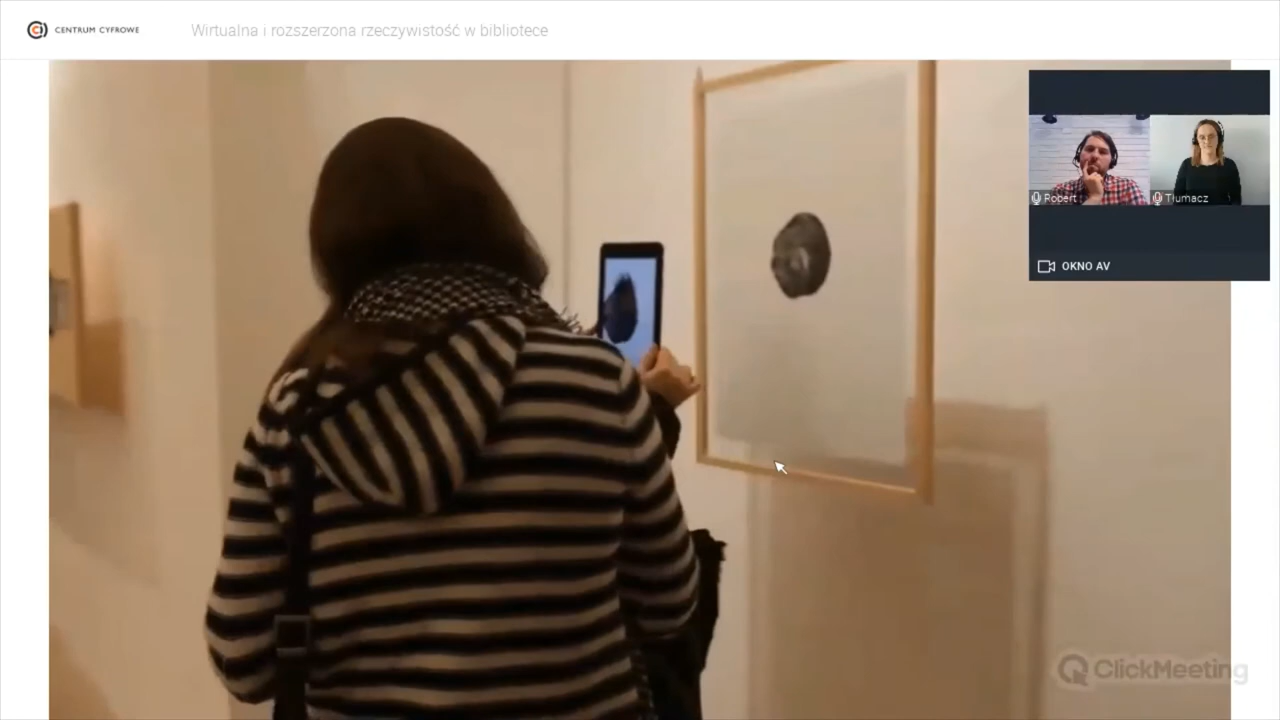 CENTRUM CYFROWE
Wirtualna i rozszerzona rzeczywistość w bibliotece
Robert
Tłumacz
OKNO AV
ClickMeeting